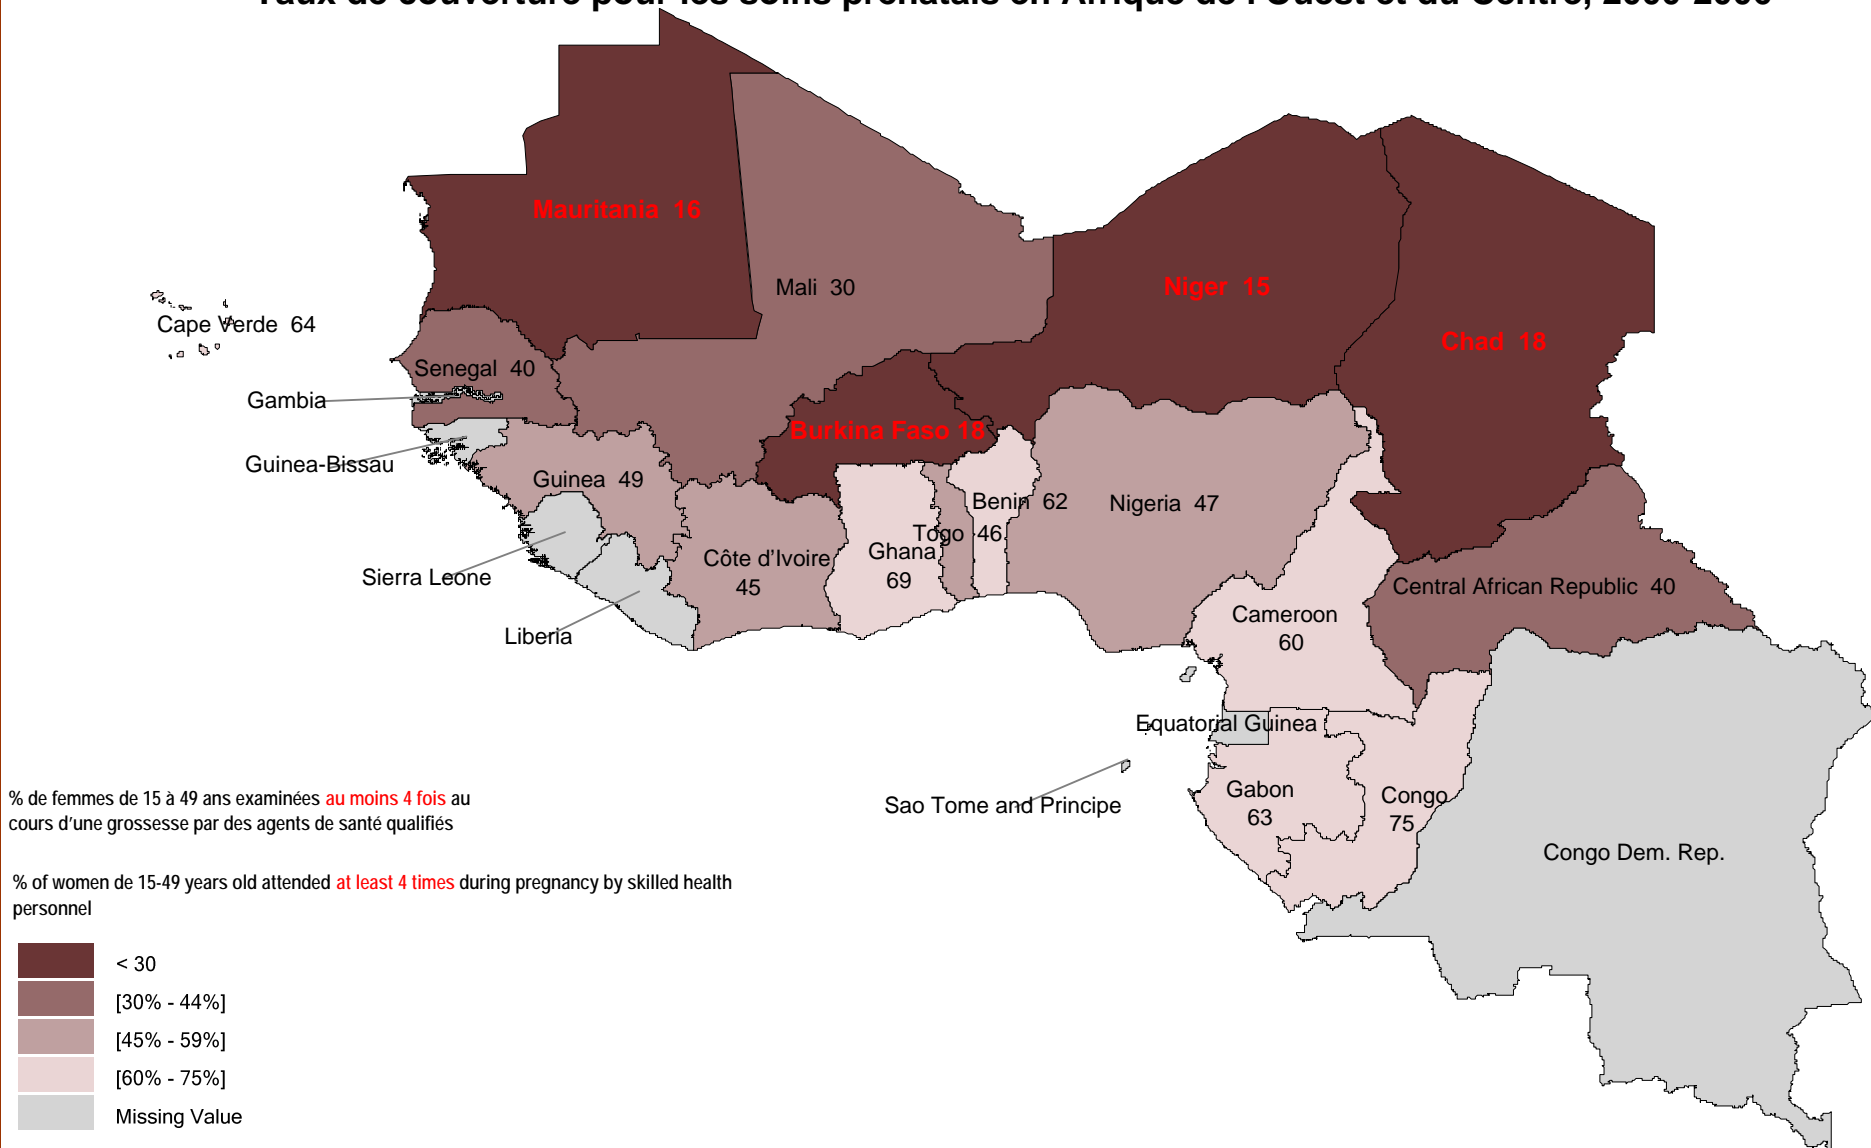 Mauritania 16
Mali 30
Niger 15
Chad 18
Cape Verde 64
Senegal 40
Gambia
Burkina Faso 18
Guinea-Bissau
Guinea 49
Benin 62
Nigeria 47
Togo 46
Côte d'Ivoire
45
Ghana
69
Sierra Leone
Central African Republic 40
Liberia
Cameroon
60
Equatorial Guinea
Sao Tome and Principe
Gabon
63
Congo
75
Congo Dem. Rep.
% de femmes de 15 à 49 ans examinées au moins 4 fois au
cours d'une grossesse par des agents de santé qualifiés
% of women de 15-49 years old attended at least 4 times during pregnancy by skilled health
personnel
< 30
[30% - 44%]
[45% - 59%]
[60% - 75%]
Missing Value